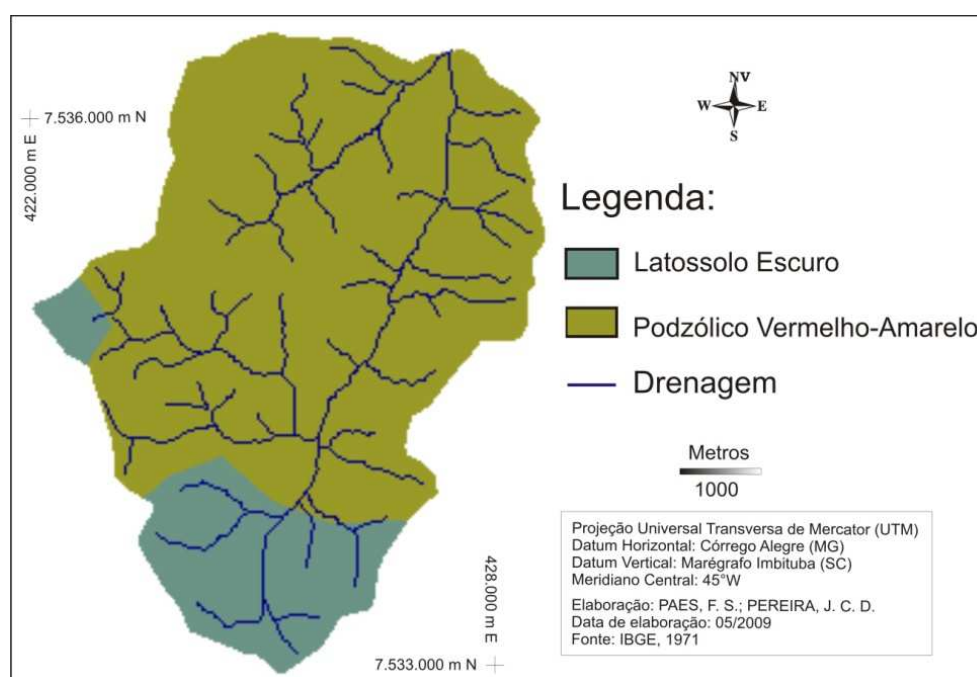 7.536.000 m N
422.000 m E
NV
W E
S
Legenda:
Latossolo Escuro
Podzólico Vermelho-Amarelo
Drenagem
Metros
1000
Projeção Universal Transversa de Mercator (UTM)
Datum Horizontal: Córrego Alegre (MG)
Datum Vertical: Marégrafo Imbituba (SC)
Meridiano Central: 45°W
Elaboração: PAES, F. S.; PEREIRA, J. C. D.
Data de elaboração: 05/2009
Fonte: IBGE, 1971
428.000 m E
7.533.000 m N